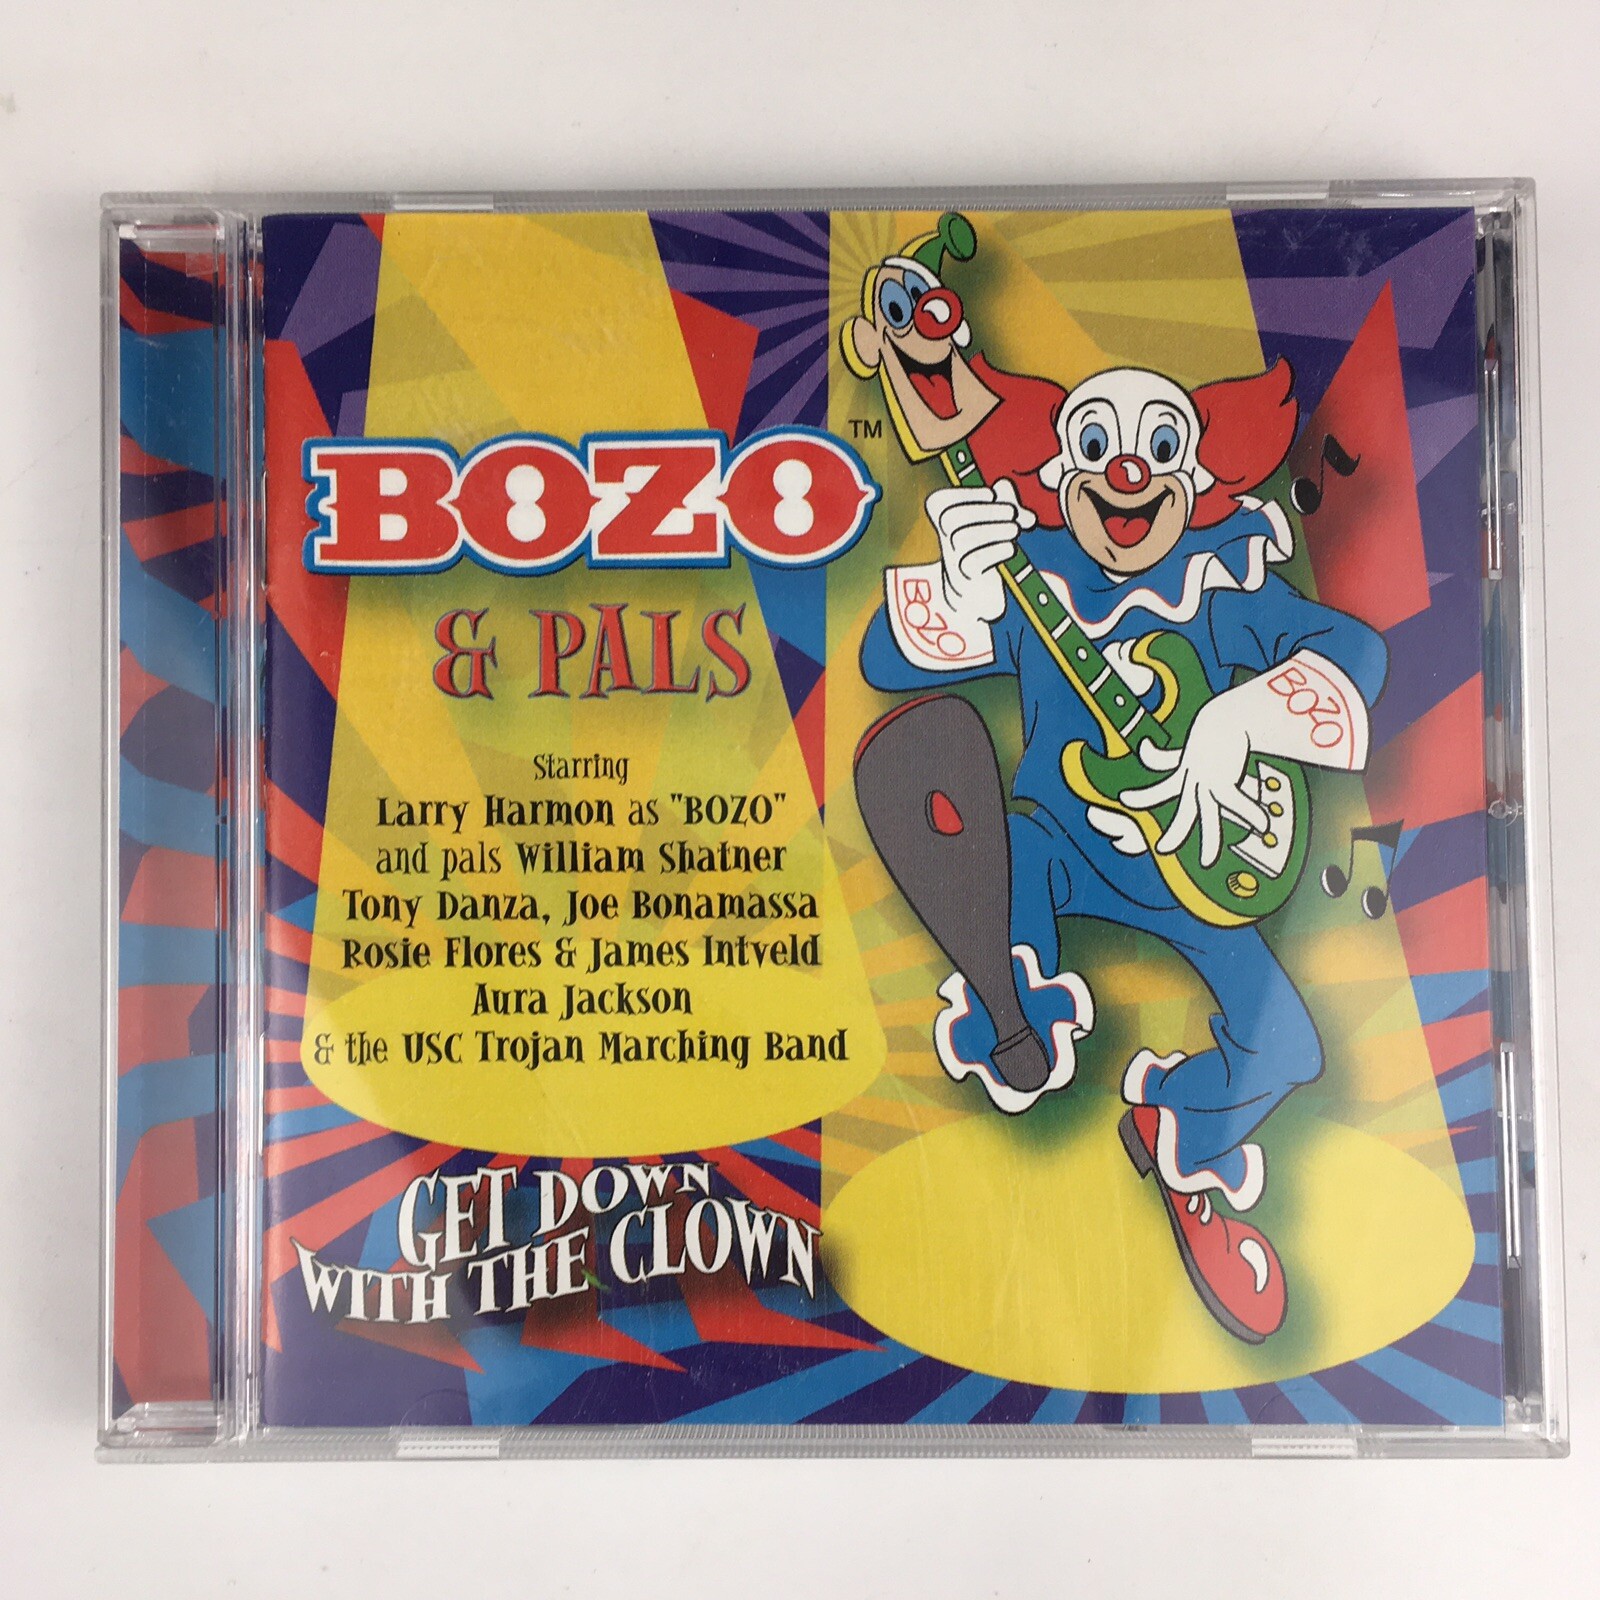 BOZO
TM
& PALS
Starring
Larry Harmon as "BOZO"
and pals William Shatner
Tony Danza, Joe Bonamassa
Rosie Flores & James Intveld
Aura Jackson
& the USC Trojan Marching Band
GET DOWN
WITH THE CLOWN
BOZO
BOZO